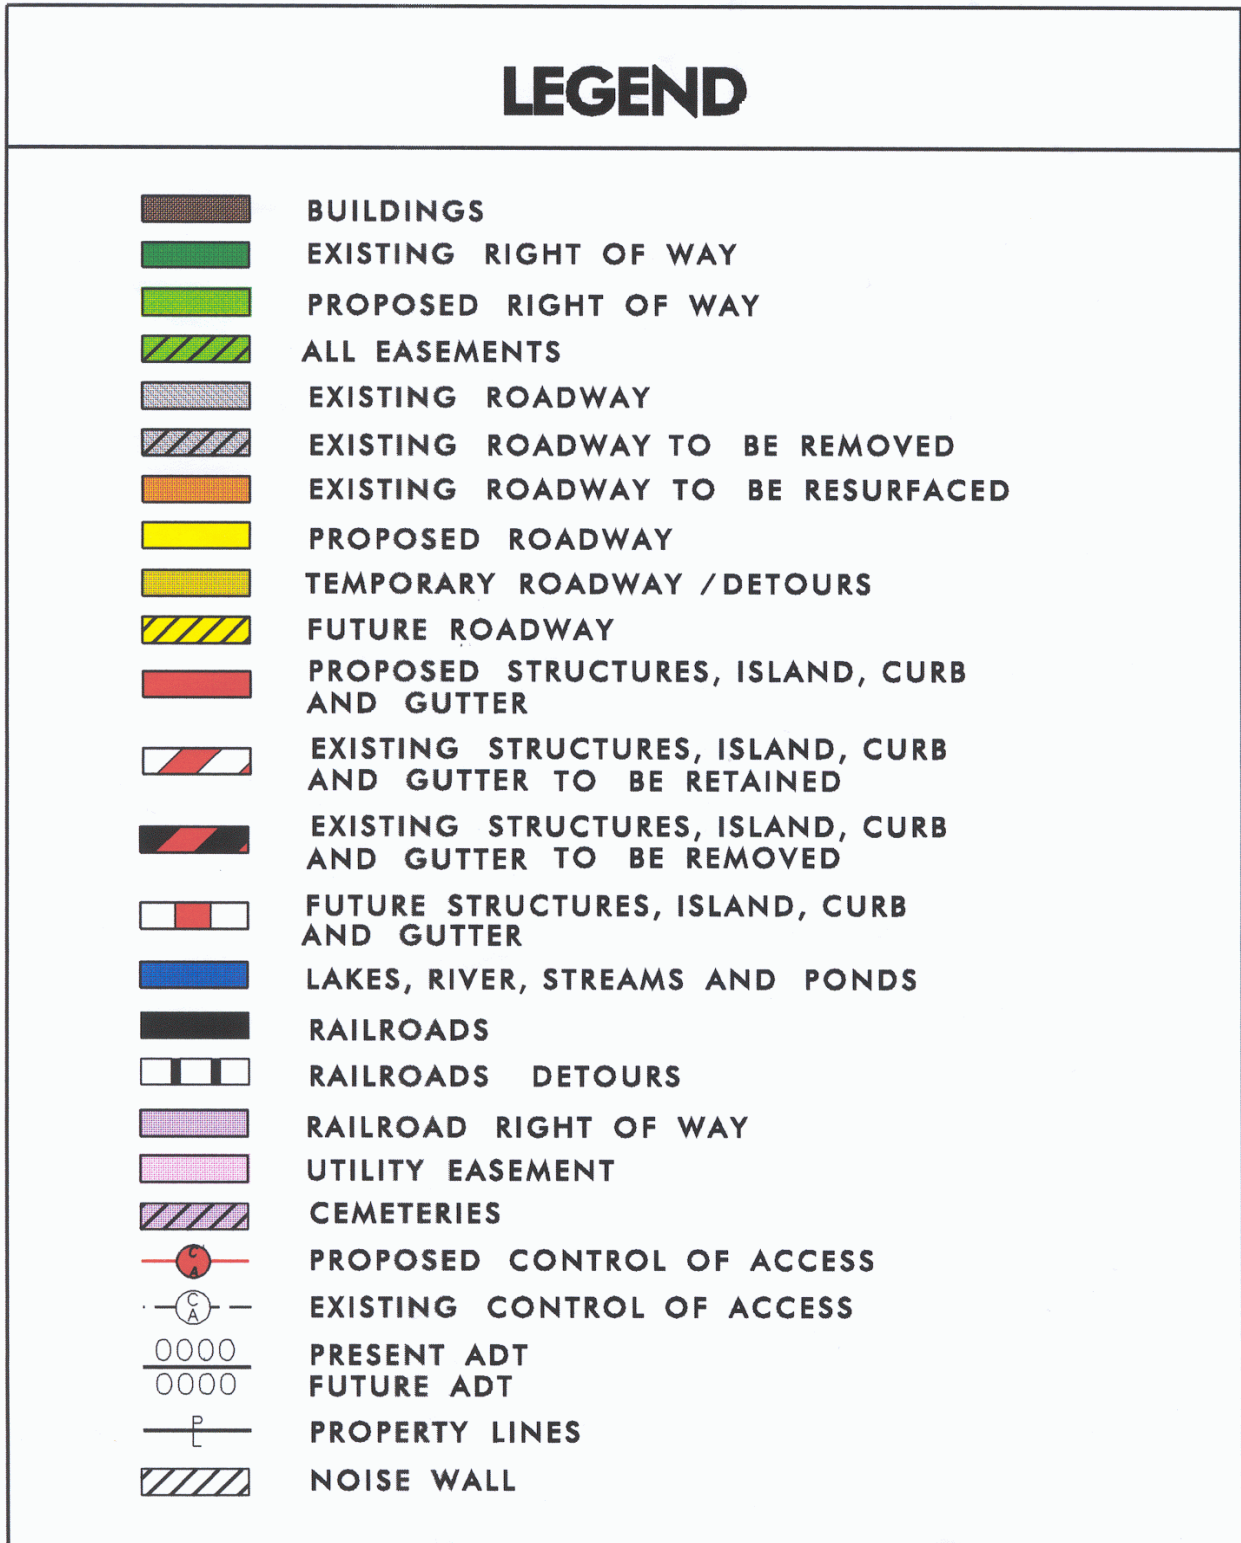 LEGEND
BUILDINGS
EXISTING RIGHT OF WAY
PROPOSED RIGHT OF WAY
ALL EASEMENTS
EXISTING ROADWAY
EXISTING ROADWAY TO BE REMOVED
EXISTING ROADWAY TO BE RESURFACED
PROPOSED ROADWAY
TEMPORARY ROADWAY / DETOURS
FUTURE ROADWAY
PROPOSED STRUCTURES, ISLAND, CURB
AND GUTTER
EXISTING STRUCTURES, ISLAND, CURB
AND GUTTER TO BE RETAINED
EXISTING STRUCTURES, ISLAND, CURB
AND GUTTER TO BE REMOVED
FUTURE STRUCTURES, ISLAND, CURB
AND GUTTER
LAKES, RIVER, STREAMS AND PONDS
RAILROADS
RAILROADS DETOURS
RAILROAD RIGHT OF WAY
UTILITY EASEMENT
CEMETERIES
C A PROPOSED CONTROL OF ACCESS
C A EXISTING CONTROL OF ACCESS
0000 PRESENT ADT
0000 FUTURE ADT
P L PROPERTY LINES
NOISE WALL